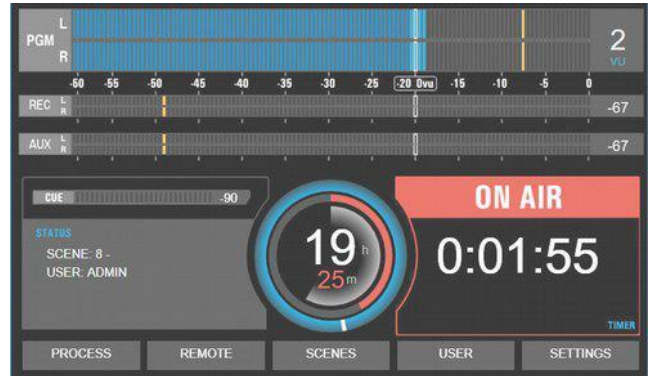 L
PGM
R
2
VU
-60 -55 -50 -45 -40 -35 -30 -25 -20 0vu -15 -10 -5 0
REC L R -67
AUX L R -67
CUE -90
ON AIR
STATUS
SCENE: 8 -
USER: ADMIN
19 h
25 m
0:01:55
TIMER
PROCESS REMOTE SCENES USER SETTINGS